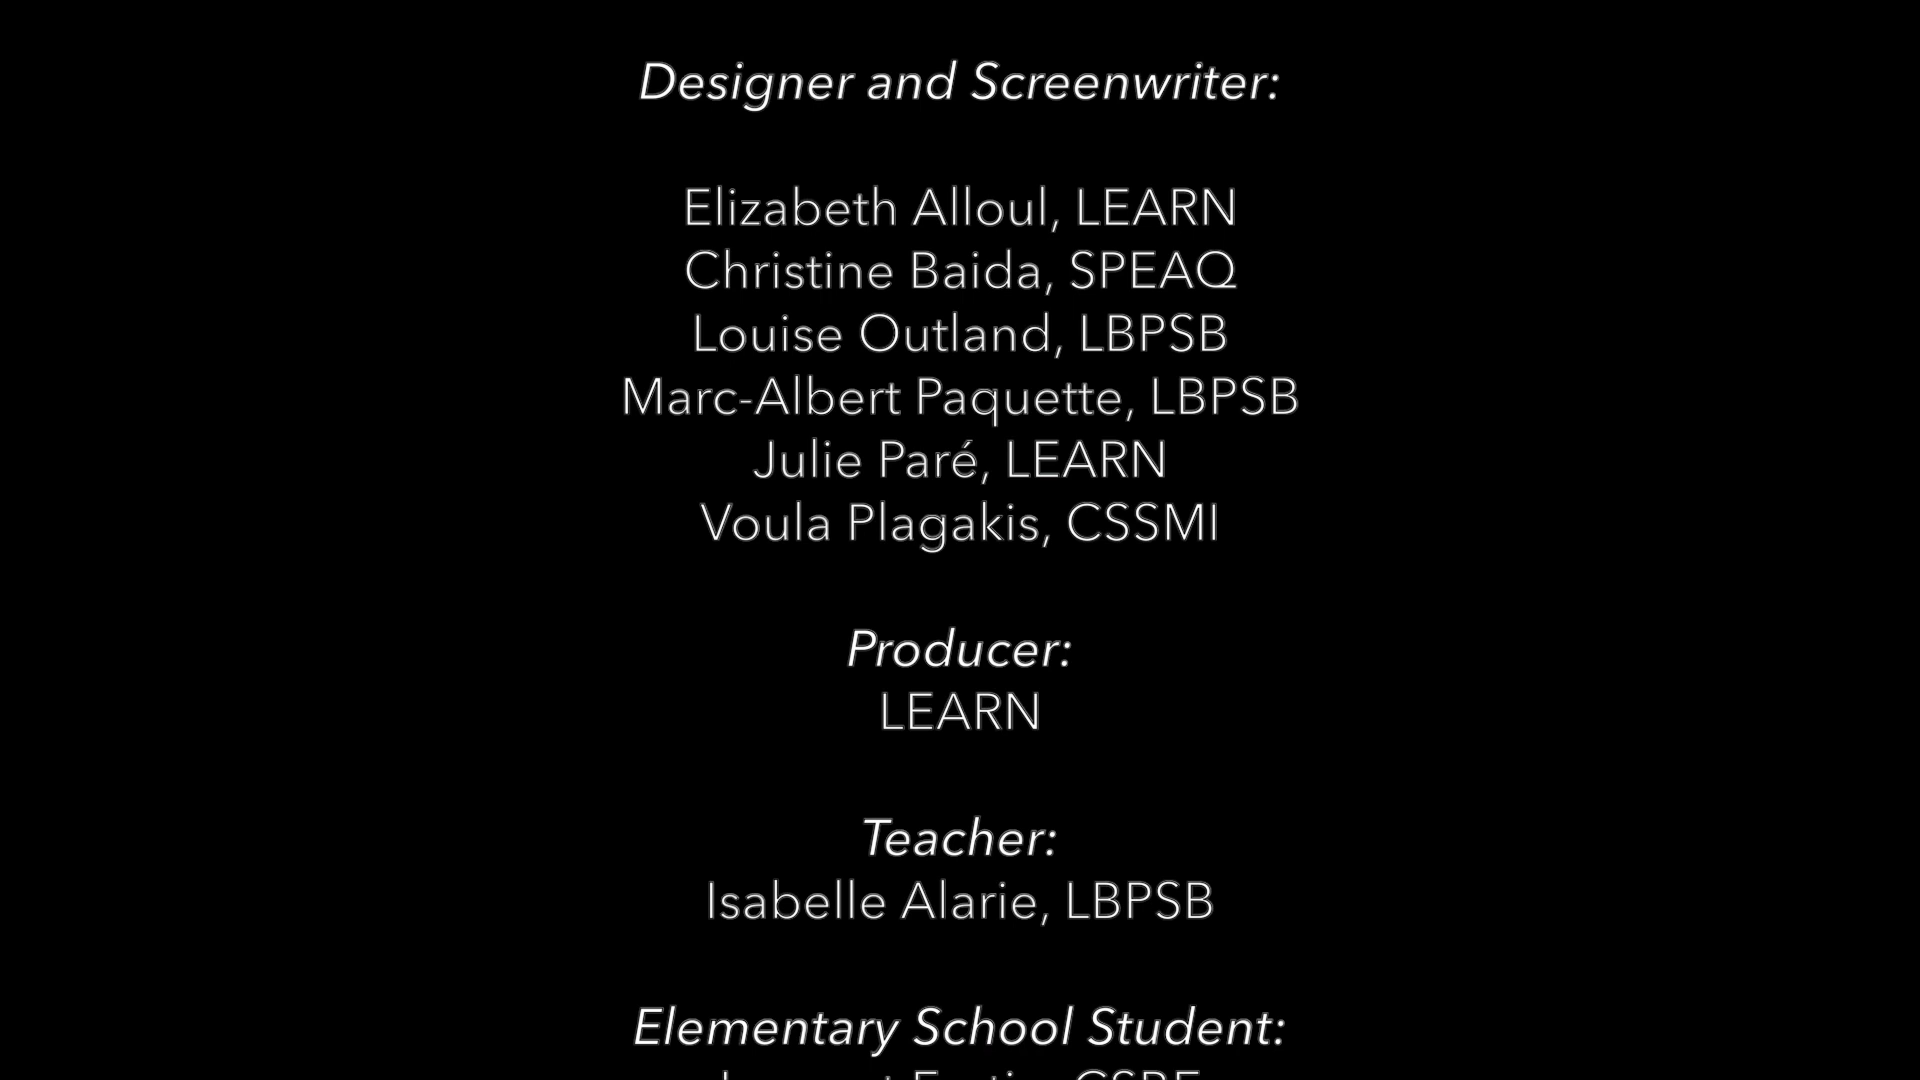 Designer and Screenwriter:
Elizabeth Alloul, LEARN
Christine Baida, SPEAQ
Louise Outland, LBPSB
Marc-Albert Paquette, LBPSB
Julie Paré, LEARN
Voula Plagakis, CSSMI
Producer:
LEARN
Teacher:
Isabelle Alarie, LBPSB
Elementary School Student: